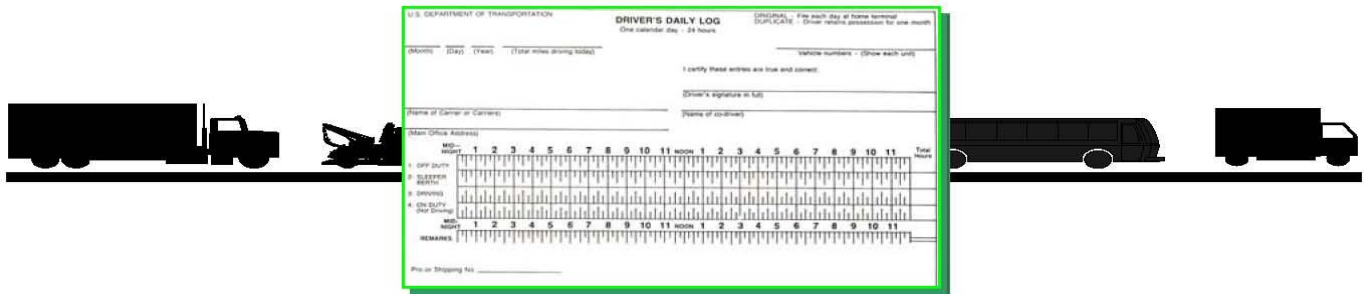 U.S. DEPARTMENT OF TRANSPORTATION
DRIVER'S DAILY LOG
One calendar day - 24 hours
ORIGINAL - File each day at home terminal
DUPLICATE - Driver retains possession for one month
(Month) (Day) (Year) (Total miles driving today)
Vehicle numbers - (Show each unit)
I certify these entries are true and correct:
(Driver's signature in full)
(Name of Carrier or Carriers)
(Name of co-driver)
(Main Office Address)
MID-NIGHT 1 2 3 4 5 6 7 8 9 10 11 NOON 1 2 3 4 5 6 7 8 9 10 11 Total Hours
1. OFF DUTY
2. SLEEPER BERTH
3. DRIVING
4. ON DUTY (Not Driving)
MID-NIGHT 1 2 3 4 5 6 7 8 9 10 11 NOON 1 2 3 4 5 6 7 8 9 10 11
REMARKS
Pro or Shipping No.